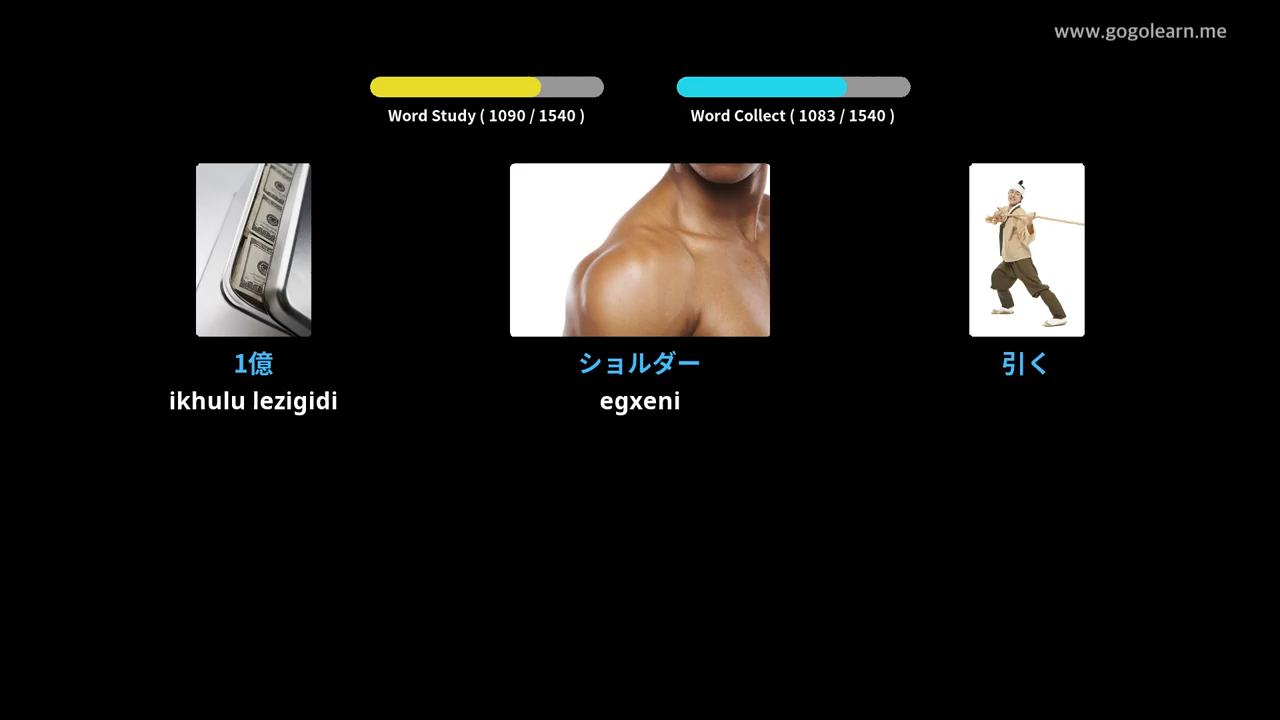 www.gogolearn.me
Word Study ( 1090 / 1540 )
Word Collect ( 1083 / 1540 )
1億
ikhulu lezigidi
ショルダー
egxeni
引く